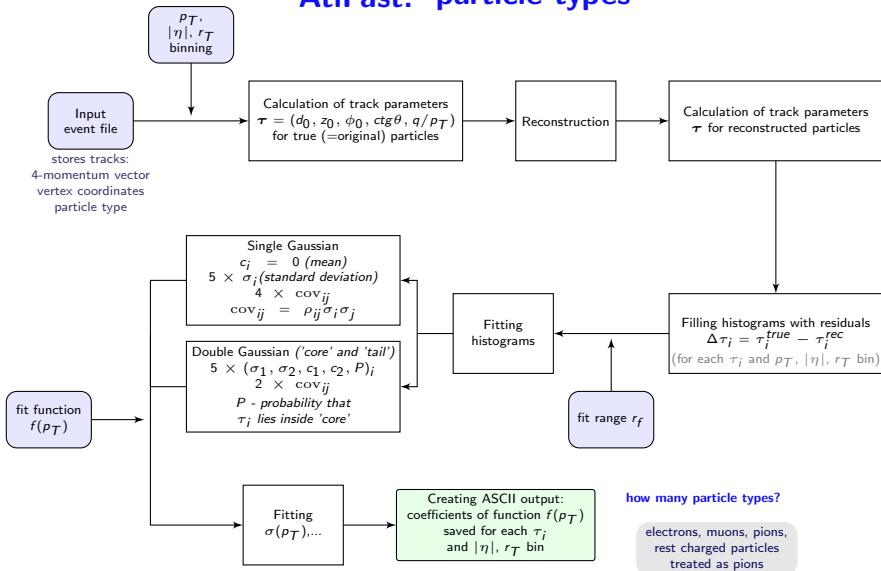 Atlfast: particle types
p_T,
|η|, r_T
binning
Input
event file
stores tracks:
4-momentum vector
vertex coordinates
particle type
Calculation of track parameters
τ = (d_0, z_0, ϕ_0, ctgθ, q/p_T)
for true (=original) particles
Reconstruction
Calculation of track parameters
τ for reconstructed particles
Single Gaussian
c_i = 0 (mean)
5 × σ_i (standard deviation)
4 × cov_ij
cov_ij = ρ_ij σ_i σ_j
Double Gaussian ('core' and 'tail')
5 × (σ_1, σ_2, c_1, c_2, P)_i
2 × cov_ij
P - probability that
τ_i lies inside 'core'
Fitting
histograms
Filling histograms with residuals
Δτ_i = τ_i^true − τ_i^rec
(for each τ_i and p_T, |η|, r_T bin)
fit range r_f
fit function
f(p_T)
Fitting
σ(p_T),...
Creating ASCII output:
coefficients of function f(p_T)
saved for each τ_i
and |η|, r_T bin
how many particle types?
electrons, muons, pions,
rest charged particles
treated as pions